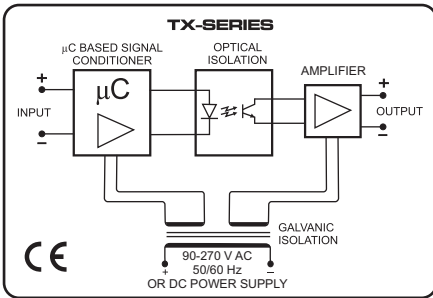 TX-SERIES
μC BASED SIGNAL
CONDITIONER
OPTICAL
ISOLATION
AMPLIFIER
+
μC
+
INPUT
OUTPUT
–
–
GALVANIC
ISOLATION
CE
90-270 V AC
+
50/60 Hz
–
OR DC POWER SUPPLY